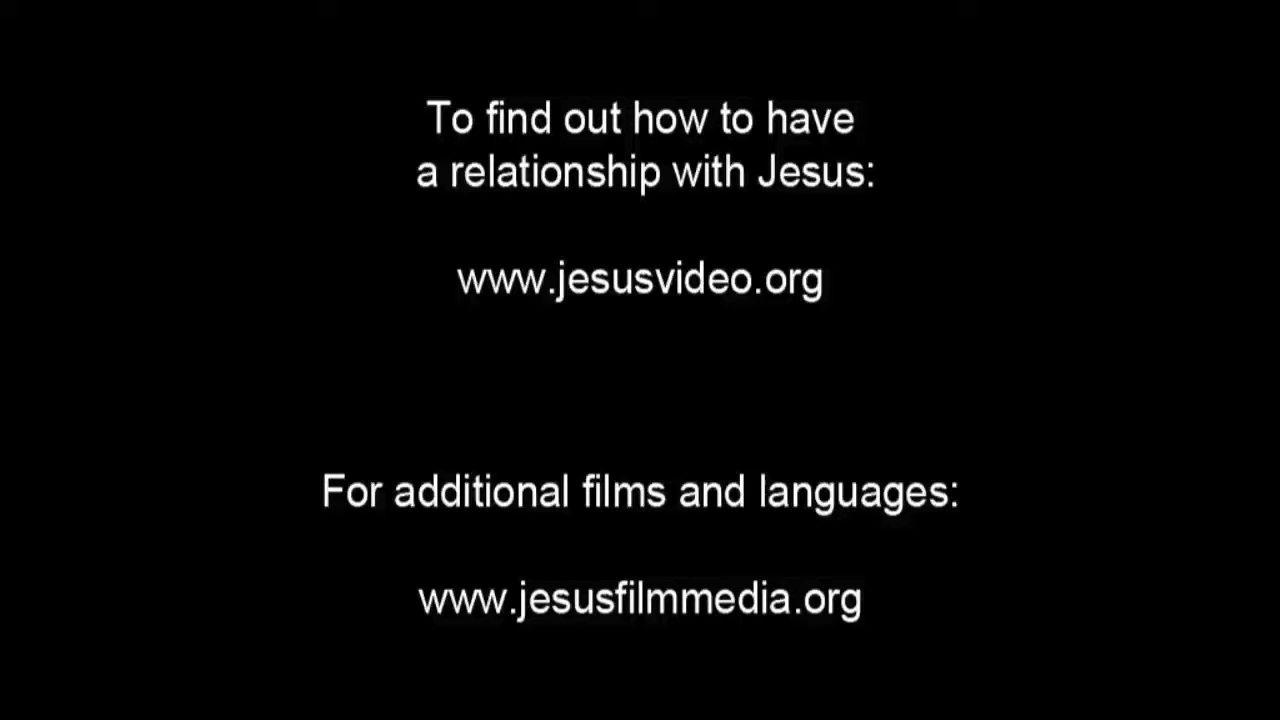 To find out how to have
a relationship with Jesus:
www.jesusvideo.org
For additional films and languages:
www.jesusfilmmedia.org